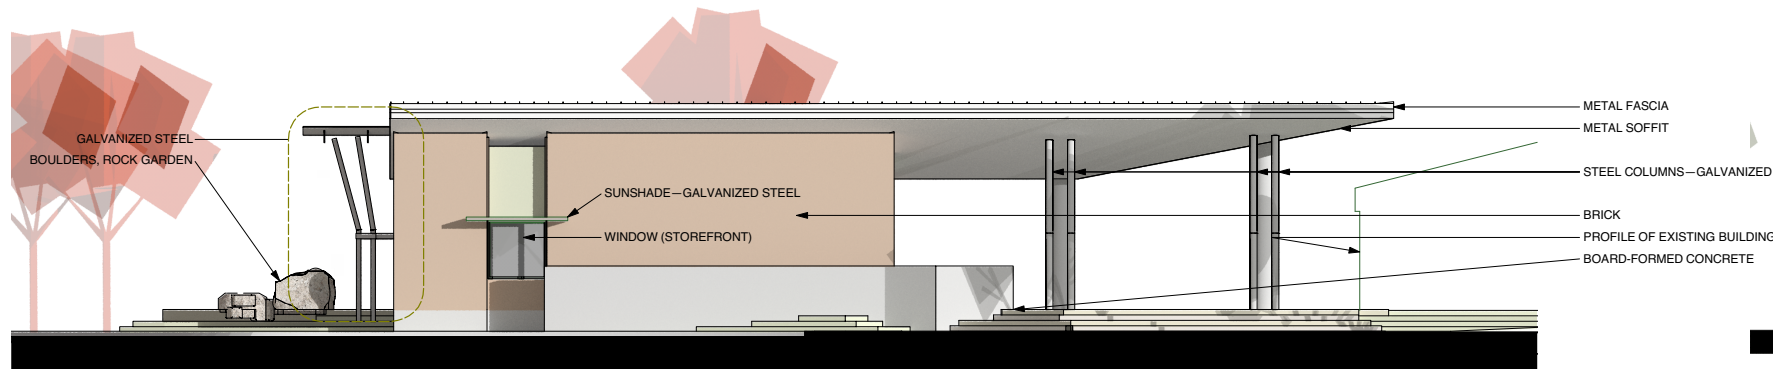 GALVANIZED STEEL
BOULDERS, ROCK GARDEN
SUNSHADE—GALVANIZED STEEL
WINDOW (STOREFRONT)
METAL FASCIA
METAL SOFFIT
STEEL COLUMNS—GALVANIZED
BRICK
PROFILE OF EXISTING BUILDING
BOARD-FORMED CONCRETE